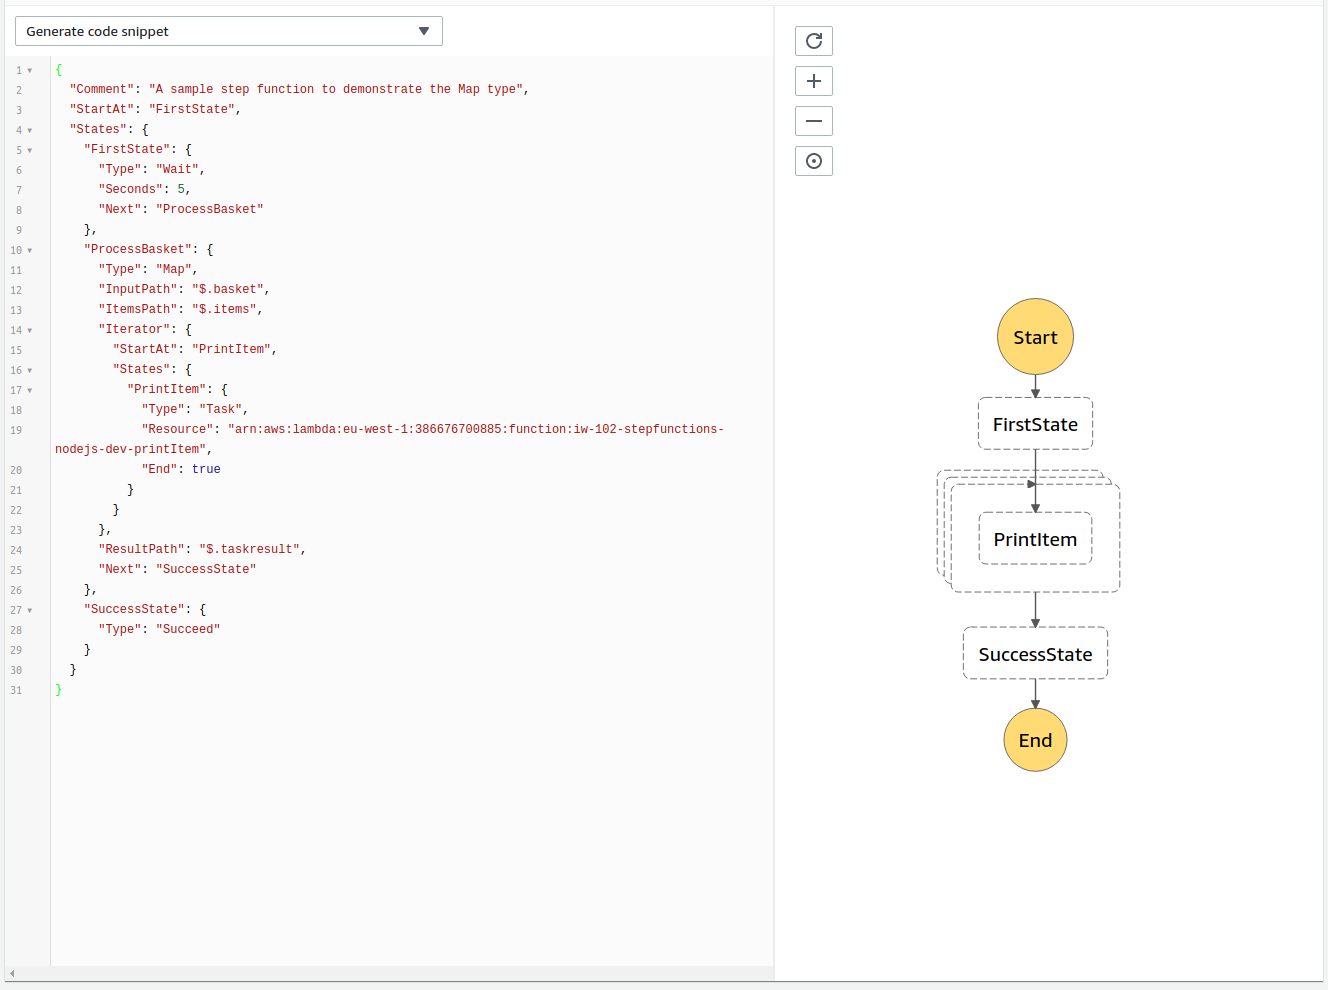 Generate code snippet
1 {
2 "Comment": "A sample step function to demonstrate the Map type",
3 "StartAt": "FirstState",
4 "States": {
5 "FirstState": {
6 "Type": "Wait",
7 "Seconds": 5,
8 "Next": "ProcessBasket"
9 },
10 "ProcessBasket": {
11 "Type": "Map",
12 "InputPath": "$.basket",
13 "ItemsPath": "$.items",
14 "Iterator": {
15 "StartAt": "PrintItem",
16 "States": {
17 "PrintItem": {
18 "Type": "Task",
19 "Resource": "arn:aws:lambda:eu-west-1:386676700885:function:iw-102-stepfunctions-
nodejs-dev-printItem",
20 "End": true
21 }
22 }
23 },
24 "ResultPath": "$.taskresult",
25 "Next": "SuccessState"
26 },
27 "SuccessState": {
28 "Type": "Succeed"
29 }
30 }
31 }
Start
FirstState
PrintItem
SuccessState
End